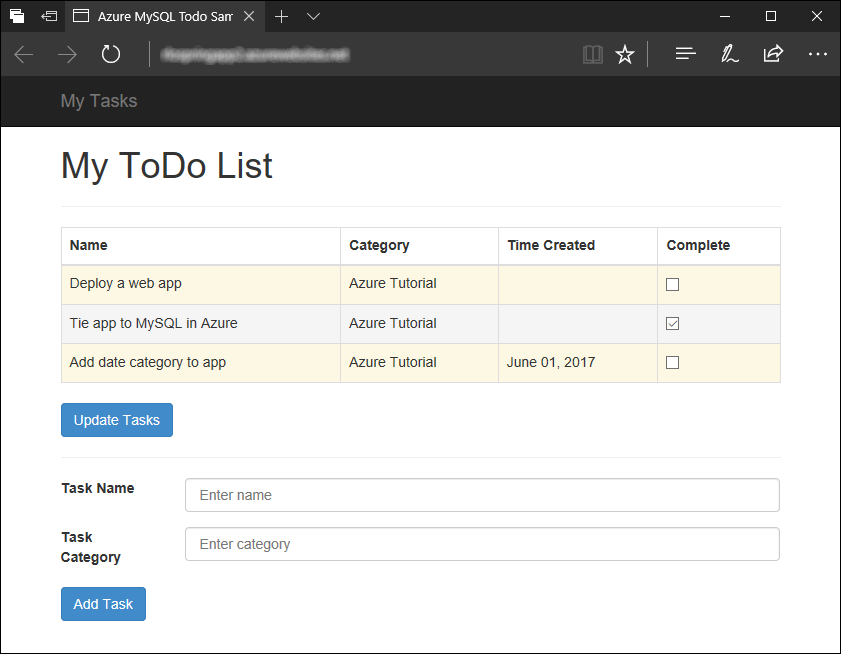 Azure MySQL Todo Sam
My Tasks
My ToDo List
Name Category Time Created Complete
Deploy a web app Azure Tutorial
Tie app to MySQL in Azure Azure Tutorial
Add date category to app Azure Tutorial June 01, 2017
Update Tasks
Task Name Enter name
Task
Category Enter category
Add Task